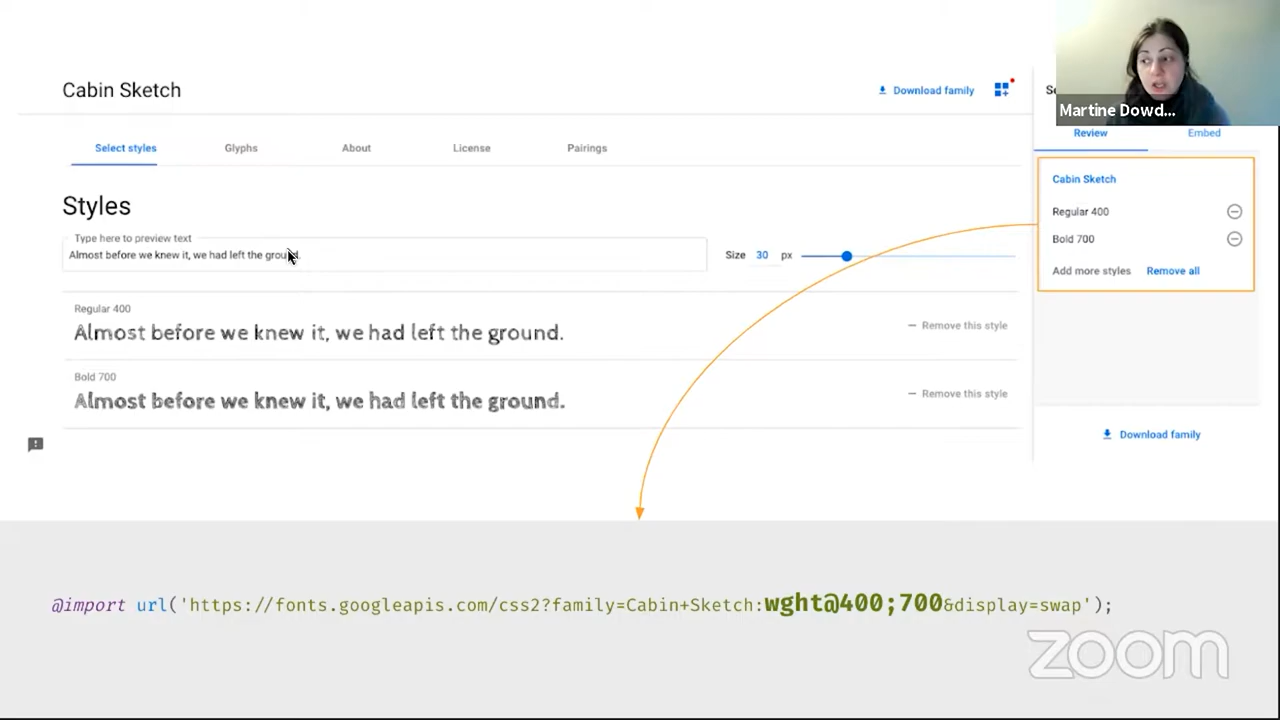 Cabin Sketch
Download family
Se
Martine Dowd...
Select styles
Glyphs
About
License
Pairings
Review
Embed
Styles
Type here to preview text
Almost before we knew it, we had left the ground.
Size 30 px
Cabin Sketch
Regular 400
Bold 700
Add more styles Remove all
Regular 400
Almost before we knew it, we had left the ground.
Remove this style
Bold 700
Almost before we knew it, we had left the ground.
Remove this style
Download family
@import url('https://fonts.googleapis.com/css2?family=Cabin+Sketch:wght@400;700&display=swap');
zoom